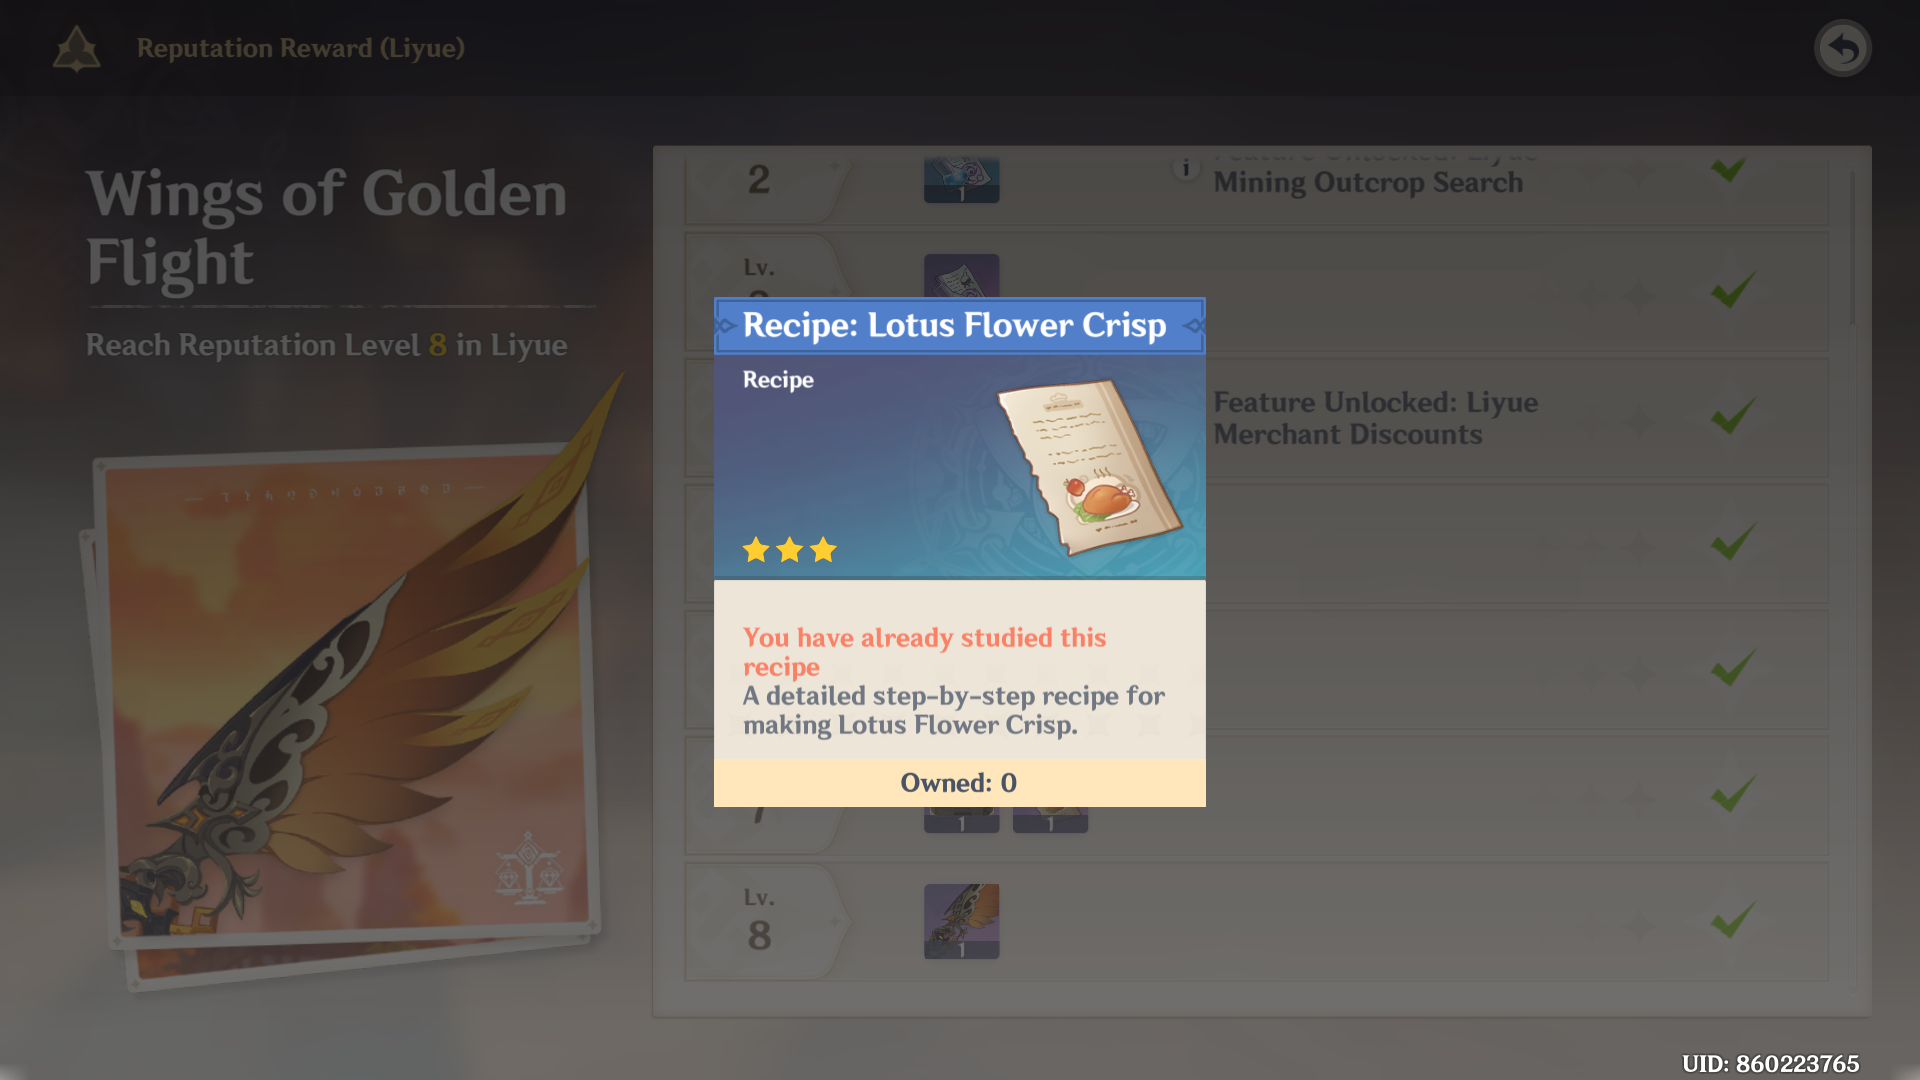 Reputation Reward (Liyue)
Wings of Golden
Flight
Reach Reputation Level 8 in Liyue
2
1
Mining Outcrop Search
Lv.
Recipe: Lotus Flower Crisp
Recipe
You have already studied this
recipe
A detailed step-by-step recipe for
making Lotus Flower Crisp.
Owned: 0
Feature Unlocked: Liyue
Merchant Discounts
1
1
Lv.
8
1
UID: 860223765